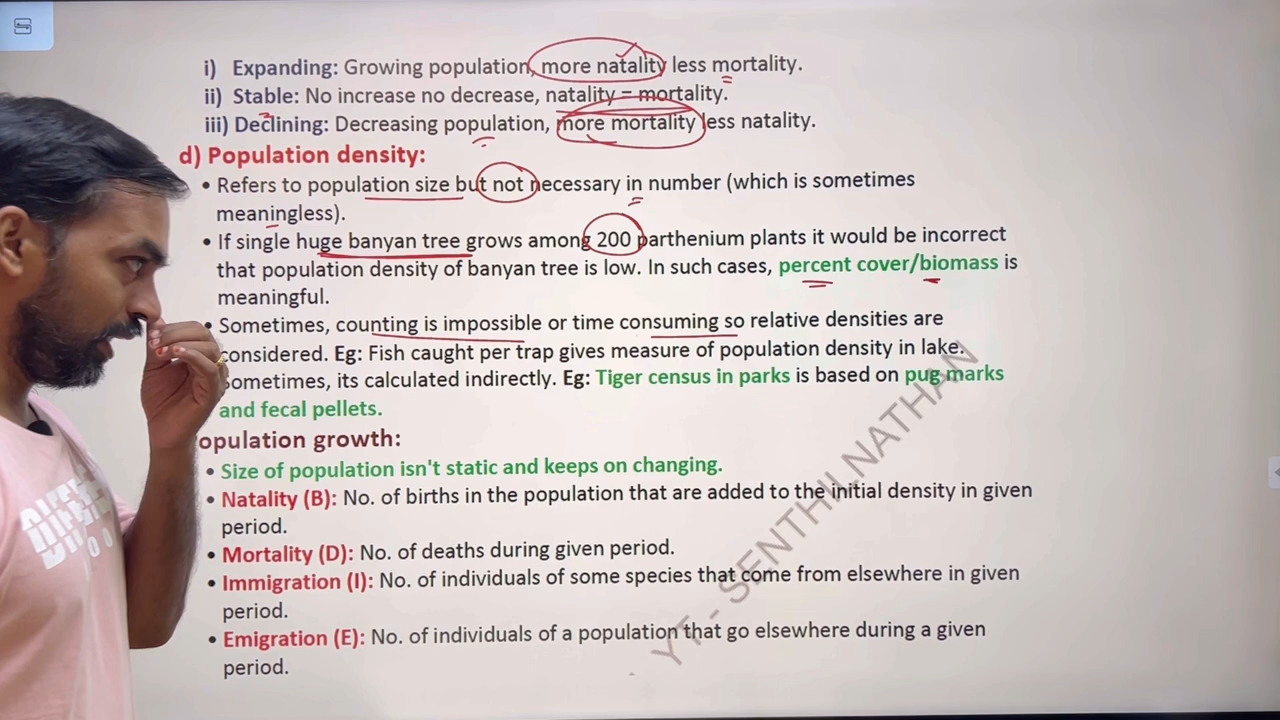 i) Expanding: Growing population, more natality less mortality.
ii) Stable: No increase no decrease, natality = mortality.
iii) Declining: Decreasing population, more mortality less natality.
d) Population density:
• Refers to population size but not necessary in number (which is sometimes
meaningless).
• If single huge banyan tree grows among 200 parthenium plants it would be incorrect
that population density of banyan tree is low. In such cases, percent cover/biomass is
meaningful.
• Sometimes, counting is impossible or time consuming so relative densities are
considered. Eg: Fish caught per trap gives measure of population density in lake.
Sometimes, its calculated indirectly. Eg: Tiger census in parks is based on pug marks
and fecal pellets.
opulation growth:
• Size of population isn't static and keeps on changing.
• Natality (B): No. of births in the population that are added to the initial density in given
period.
• Mortality (D): No. of deaths during given period.
• Immigration (I): No. of individuals of some species that come from elsewhere in given
period.
• Emigration (E): No. of individuals of a population that go elsewhere during a given
period.
YT - SENTHILNATHAN